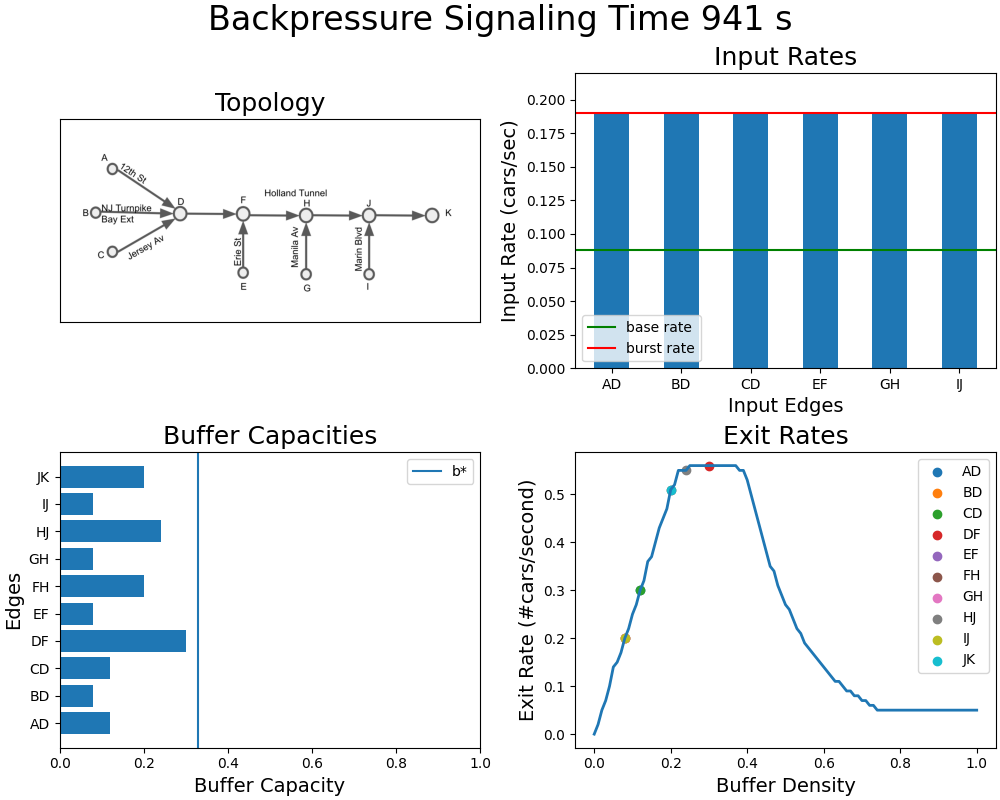 Backpressure Signaling Time 941 s
Topology
A
12th St
B
NJ Turnpike
Bay Ext
C
Jersey Av
D
F
Holland Tunnel
H
J
K
Erie St
Manila Av
Marin Blvd
E
G
I
Input Rates
Input Rate (cars/sec)
0.200
0.175
0.150
0.125
0.100
0.075
0.050
0.025
0.000
base rate
burst rate
AD BD CD EF GH IJ
Input Edges
Buffer Capacities
Edges
JK
IJ
HJ
GH
FH
EF
DF
CD
BD
AD
b*
0.0 0.2 0.4 0.6 0.8 1.0
Buffer Capacity
Exit Rates
Exit Rate (#cars/second)
0.5
0.4
0.3
0.2
0.1
0.0
AD
BD
CD
DF
EF
FH
GH
HJ
IJ
JK
0.0 0.2 0.4 0.6 0.8 1.0
Buffer Density